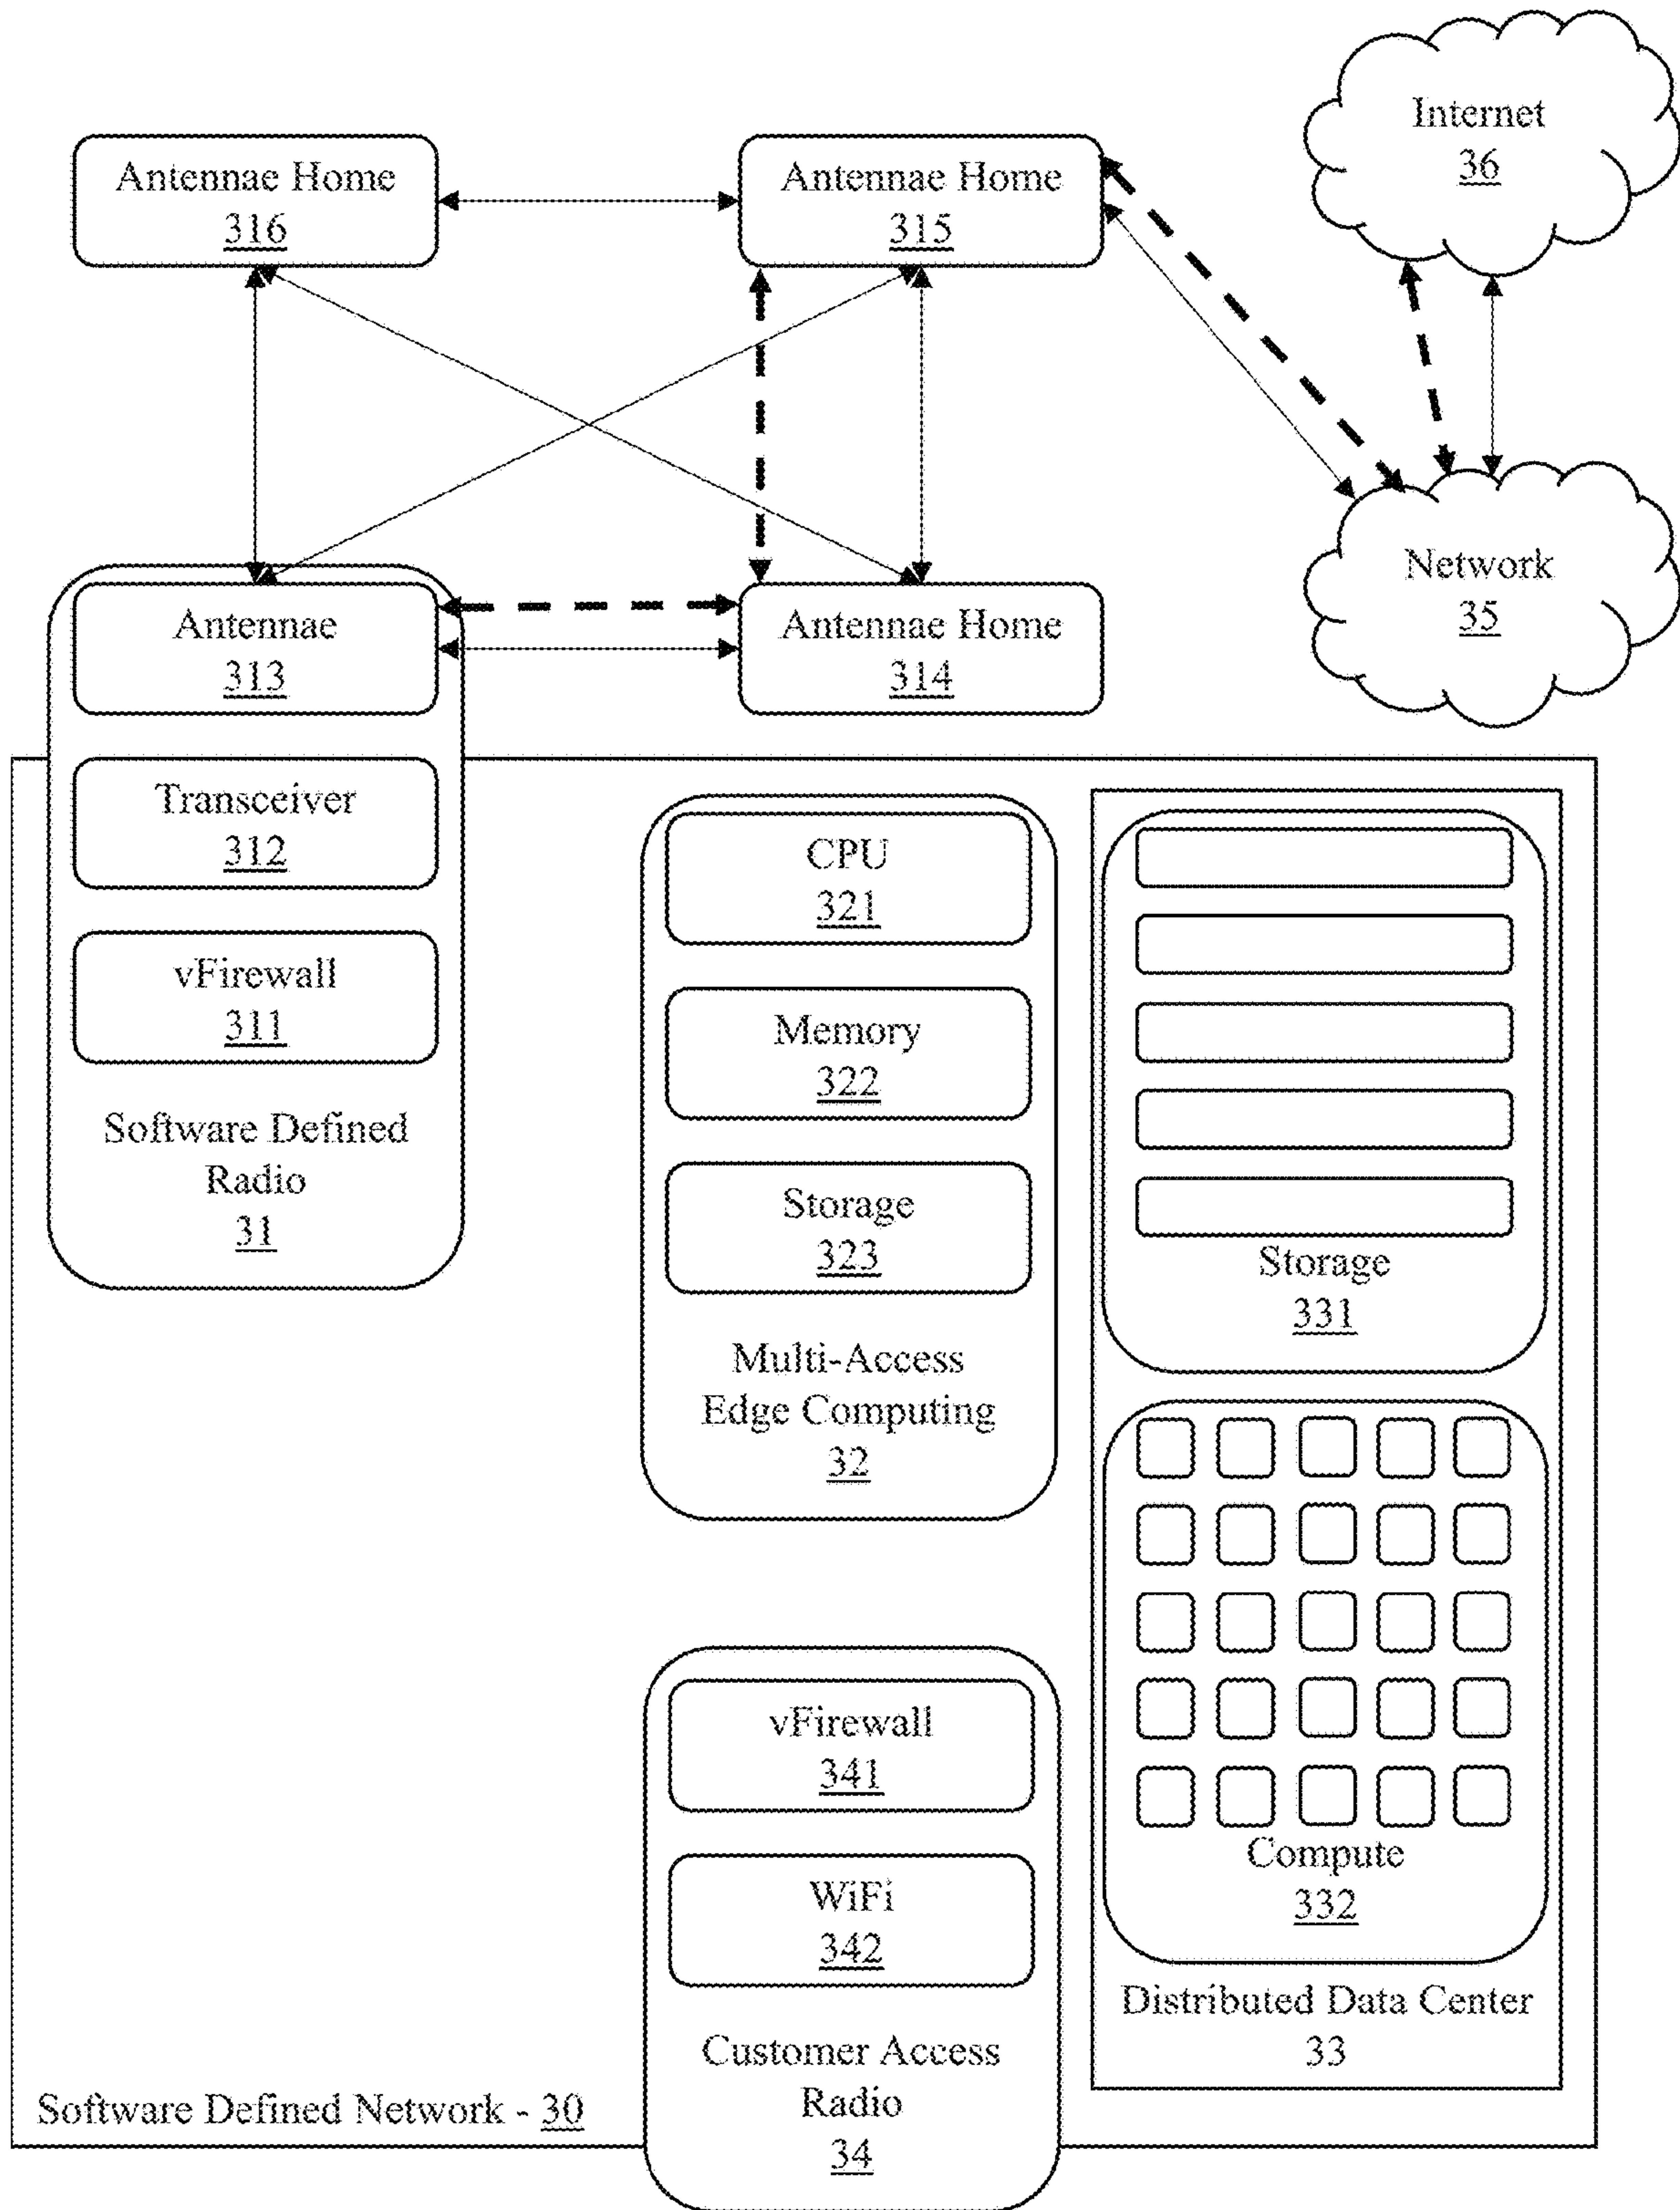 Internet
36
Antennae Home
316
Antennae Home
315
Network
35
Antennae
313
Antennae Home
314
Transceiver
312
vFirewall
311
Software Defined
Radio
31
CPU
321
Memory
322
Storage
323
Multi-Access
Edge Computing
32
Storage
331
Compute
332
Distributed Data Center
33
vFirewall
341
WiFi
342
Customer Access
Radio
34
Software Defined Network - 30